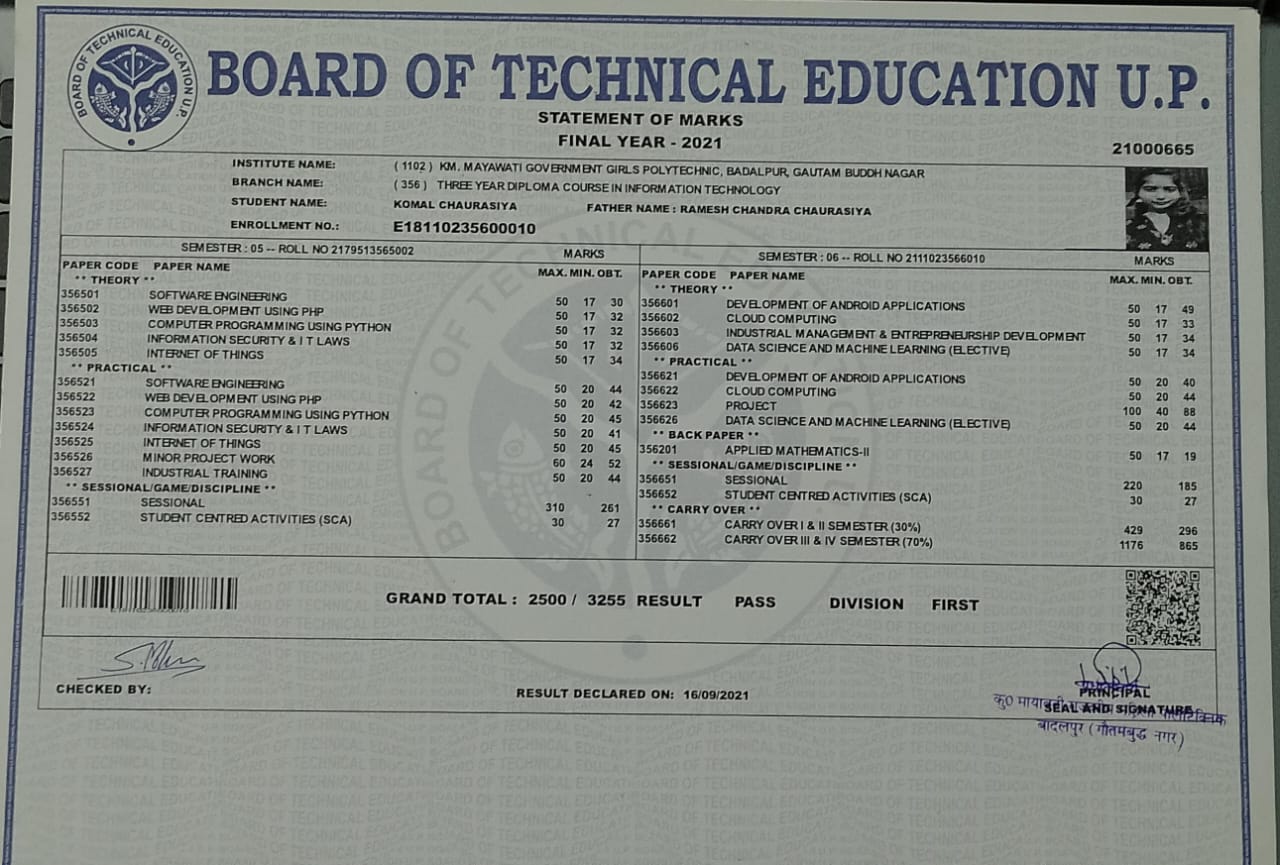 BOARD OF TECHNICAL EDUCATION U.P.
BOARD OF TECHNICAL EDUCATION U.P.
STATEMENT OF MARKS
FINAL YEAR - 2021
21000665
INSTITUTE NAME: ( 1102 ) KM. MAYAWATI GOVERNMENT GIRLS POLYTECHNIC, BADALPUR, GAUTAM BUDDH NAGAR
BRANCH NAME: ( 356 ) THREE YEAR DIPLOMA COURSE IN INFORMATION TECHNOLOGY
STUDENT NAME: KOMAL CHAURASIYA FATHER NAME : RAMESH CHANDRA CHAURASIYA
ENROLLMENT NO.: E18110235600010
SEMESTER : 05 -- ROLL NO 2179513565002 MARKS
PAPER CODE PAPER NAME MAX. MIN. OBT.
** THEORY **
356501 SOFTWARE ENGINEERING 50 17 30
356502 WEB DEVELOPMENT USING PHP 50 17 32
356503 COMPUTER PROGRAMMING USING PYTHON 50 17 32
356504 INFORMATION SECURITY & I T LAWS 50 17 32
356505 INTERNET OF THINGS 50 17 34
** PRACTICAL **
356521 SOFTWARE ENGINEERING 50 20 44
356522 WEB DEVELOPMENT USING PHP 50 20 42
356523 COMPUTER PROGRAMMING USING PYTHON 50 20 45
356524 INFORMATION SECURITY & I T LAWS 50 20 41
356525 INTERNET OF THINGS 50 20 45
356526 MINOR PROJECT WORK 60 24 52
356527 INDUSTRIAL TRAINING 50 20 44
** SESSIONAL/GAME/DISCIPLINE **
356551 SESSIONAL 310 261
356552 STUDENT CENTRED ACTIVITIES (SCA) 30 27
SEMESTER : 06 -- ROLL NO 2111023566010 MARKS
PAPER CODE PAPER NAME MAX. MIN. OBT.
** THEORY **
356601 DEVELOPMENT OF ANDROID APPLICATIONS 50 17 49
356602 CLOUD COMPUTING 50 17 33
356603 INDUSTRIAL MANAGEMENT & ENTREPRENEURSHIP DEVELOPMENT 50 17 34
356606 DATA SCIENCE AND MACHINE LEARNING (ELECTIVE) 50 17 34
** PRACTICAL **
356621 DEVELOPMENT OF ANDROID APPLICATIONS 50 20 40
356622 CLOUD COMPUTING 50 20 44
356623 PROJECT 100 40 88
356626 DATA SCIENCE AND MACHINE LEARNING (ELECTIVE) 50 20 44
** BACK PAPER **
356201 APPLIED MATHEMATICS-II 50 17 19
** SESSIONAL/GAME/DISCIPLINE **
356651 SESSIONAL 220 185
356652 STUDENT CENTRED ACTIVITIES (SCA) 30 27
** CARRY OVER **
356661 CARRY OVER I & II SEMESTER (30%) 429 296
356662 CARRY OVER III & IV SEMESTER (70%) 1176 865
GRAND TOTAL : 2500 / 3255 RESULT PASS DIVISION FIRST
CHECKED BY:
RESULT DECLARED ON: 16/09/2021
PRINCIPAL
SEAL AND SIGNATURE
कु0
बादलपुर (गौतमबुद्ध नगर)